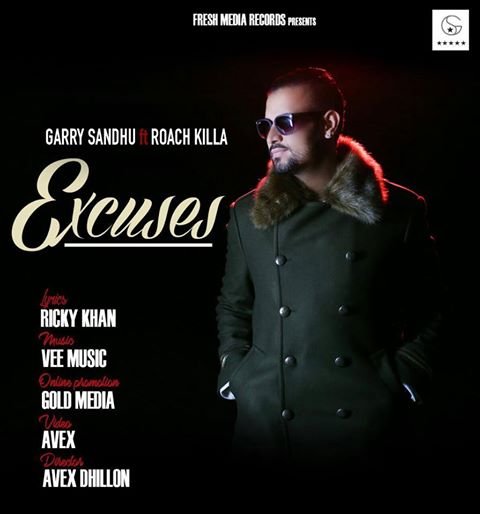 FRESH MEDIA RECORDS PRESENTS
GS
GARRY SANDHU ft ROACH KILLA
Excuses
Lyrics
RICKY KHAN
Music
VEE MUSIC
Online promotion
GOLD MEDIA
Video
AVEX
Director
AVEX DHILLON